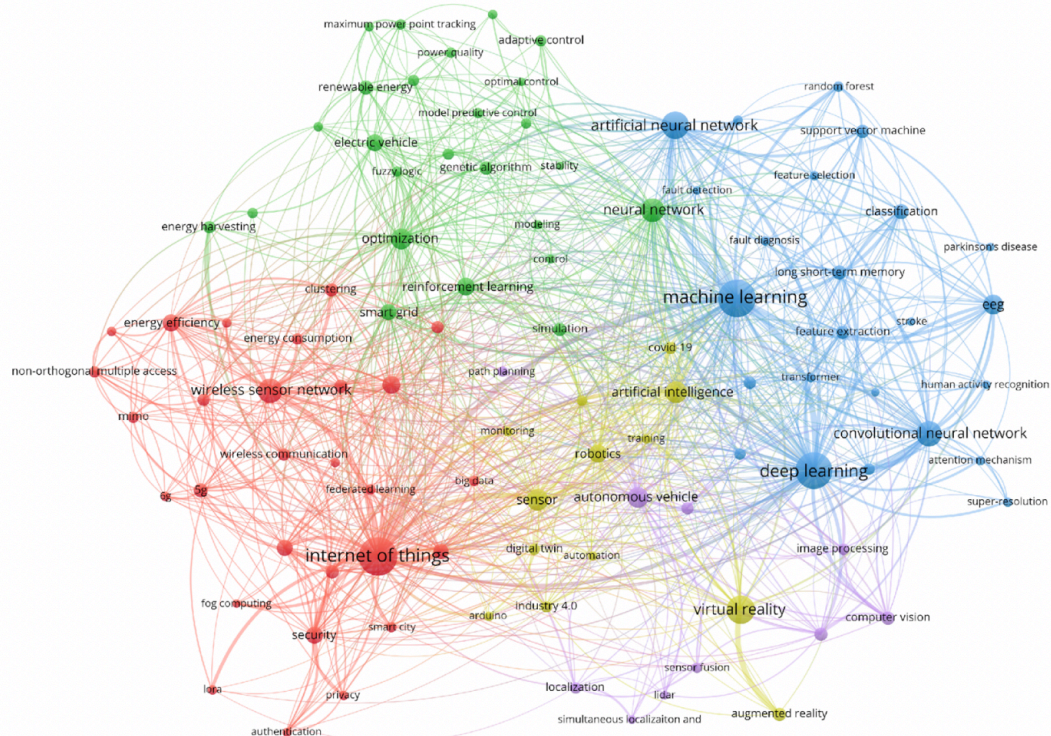 maximum power point tracking
adaptive control
power quality
renewable energy
optimal control
random forest
model predictive control
artificial neural network
support vector machine
electric vehicle
genetic algorithm
stability
fuzzy logic
feature selection
fault detection
neural network
classification
energy harvesting
modeling
optimization
fault diagnosis
parkinson's disease
control
long short-term memory
reinforcement learning
clustering
machine learning
eeg
smart grid
energy efficiency
stroke
simulation
feature extraction
energy consumption
covid-19
non-orthogonal multiple access
path planning
transformer
human activity recognition
wireless sensor network
artificial intelligence
mimo
monitoring
training
convolutional neural network
wireless communication
robotics
attention mechanism
deep learning
big data
federated learning
6g
5g
sensor
autonomous vehicle
super-resolution
internet of things
digital twin
automation
image processing
fog computing
industry 4.0
arduino
virtual reality
computer vision
smart city
security
sensor fusion
lora
privacy
localization
lidar
augmented reality
simultaneous localizaiton and
authentication